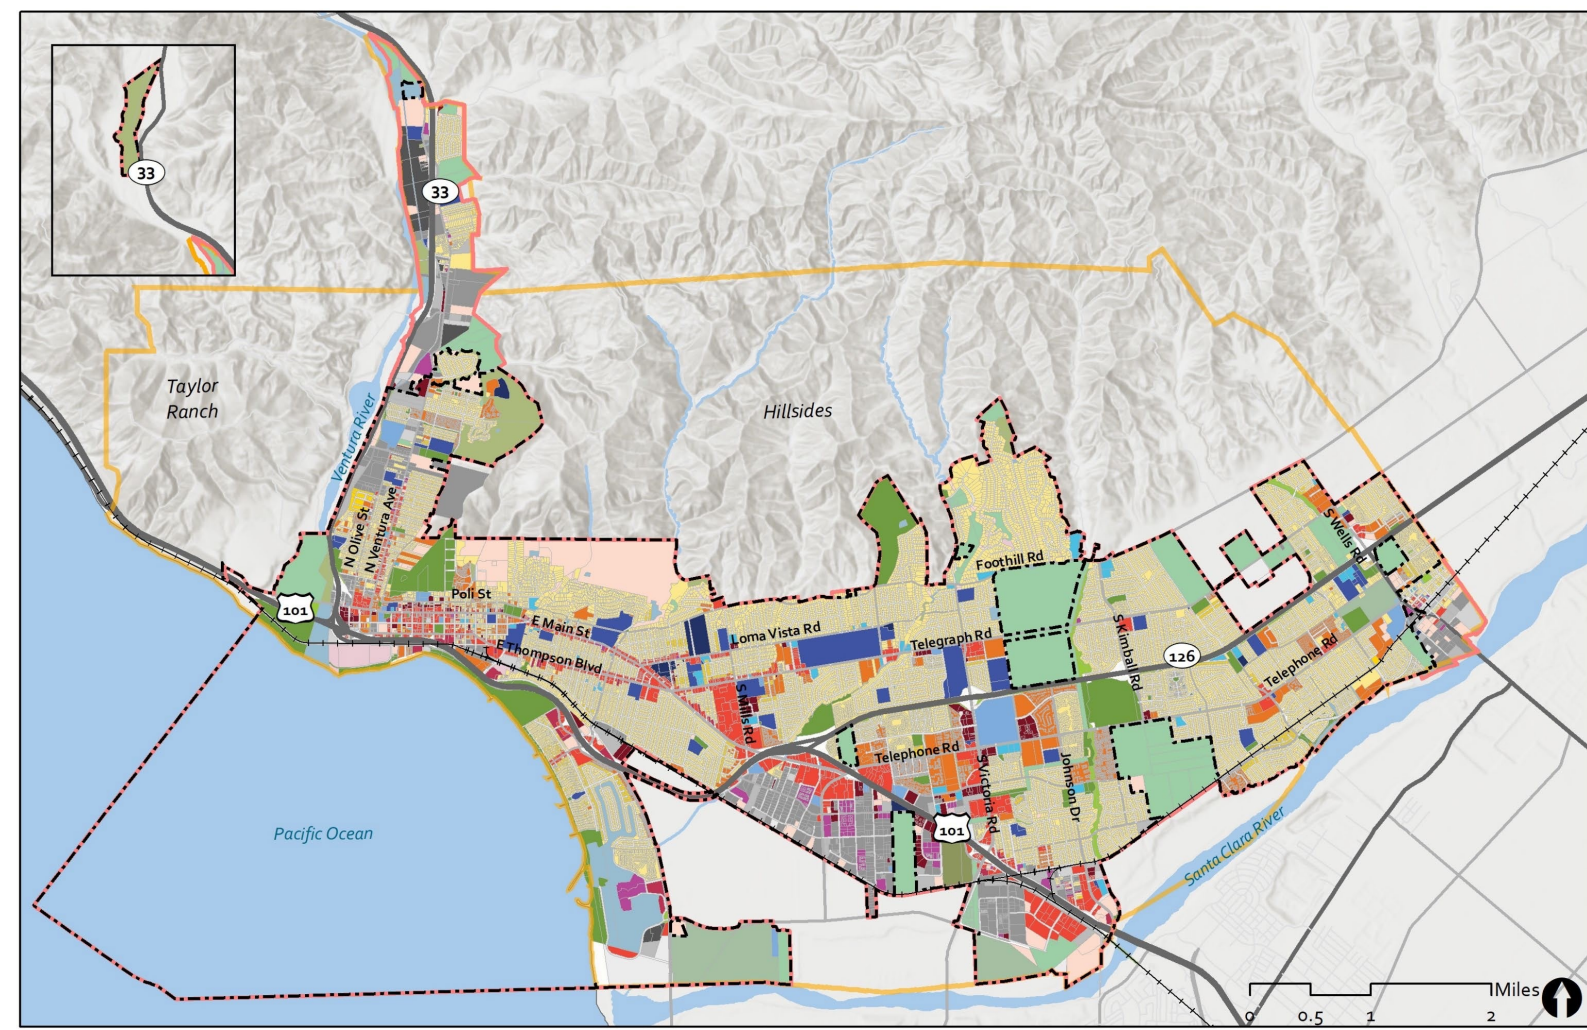 33
33
Taylor
Ranch
Hillsides
Ventura River
N Olive St
N Ventura Ave
S Wells Rd
Foothill Rd
101
Poli St
E Main St
Loma Vista Rd
Telegraph Rd
S Kimball Rd
E Thompson Blvd
126
Telephone Rd
S Mills Rd
Telephone Rd
S Victoria Rd
Johnson Dr
101
Pacific Ocean
Santa Clara River
Miles
0 0.5 1 2